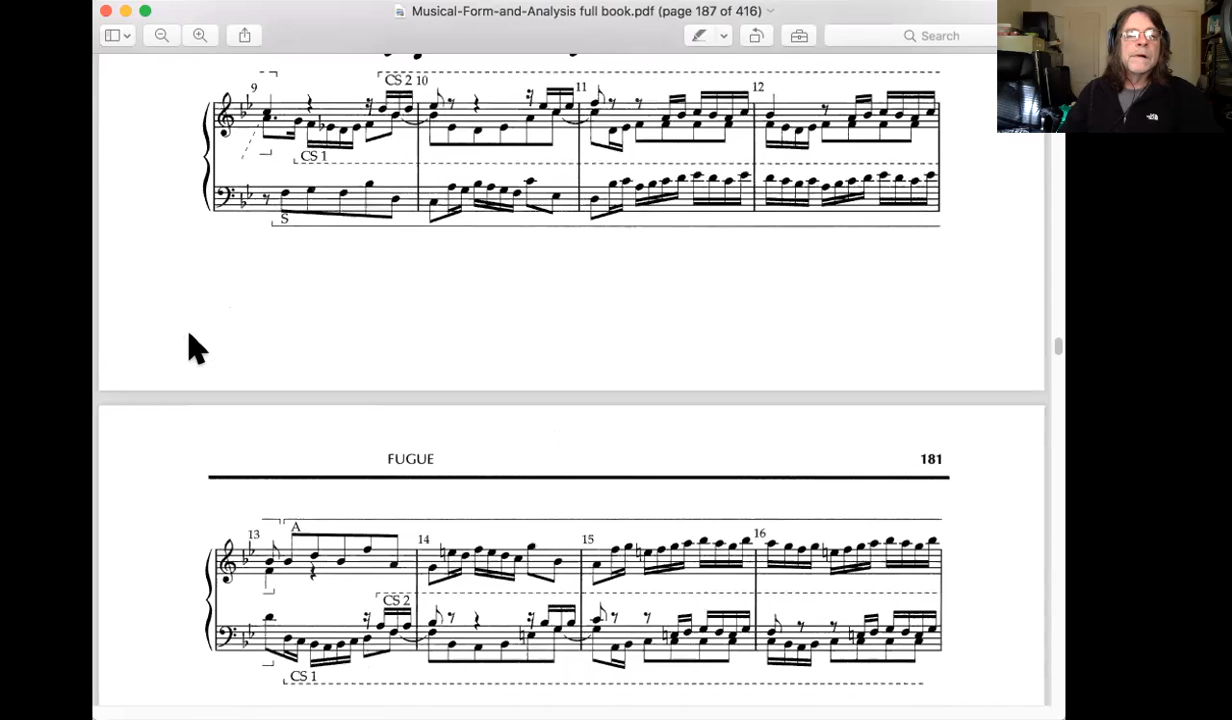 Musical-Form-and-Analysis full book.pdf (page 187 of 416)
Search
9
CS 2 10
11
12
CS 1
S
FUGUE
181
13
A
14
15
16
CS 2
CS 1